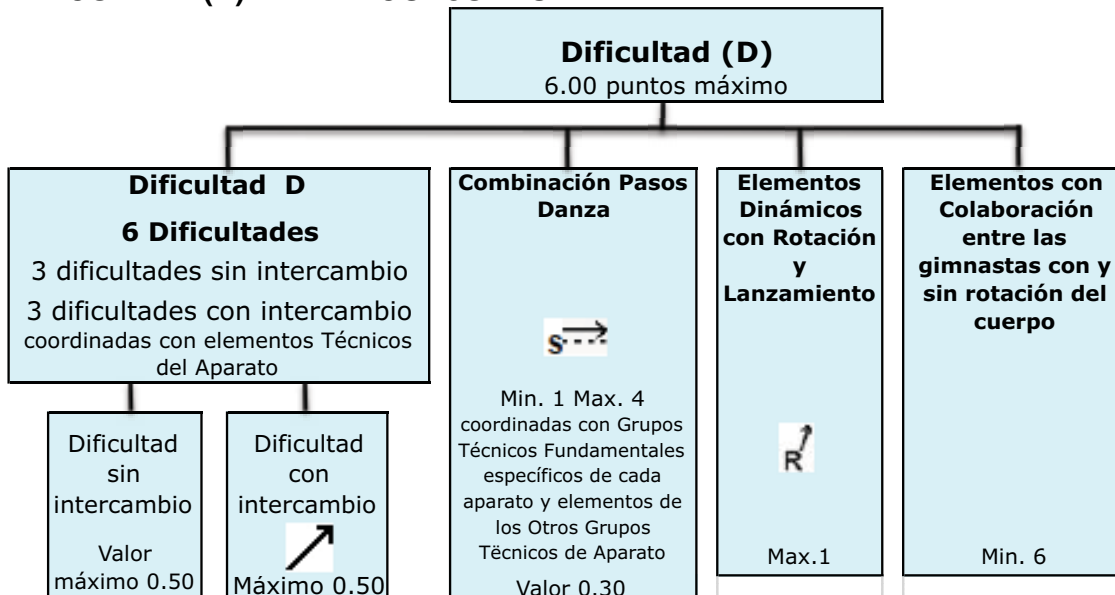 Dificultad (D)
6.00 puntos máximo
Dificultad D
6 Dificultades
3 dificultades sin intercambio
3 dificultades con intercambio
coordinadas con elementos Técnicos
del Aparato
Dificultad
sin
intercambio
Valor
máximo 0.50
Dificultad
con
intercambio
Máximo 0.50
Combinación Pasos
Danza
S
Min. 1 Max. 4
coordinadas con Grupos
Técnicos Fundamentales
específicos de cada
aparato y elementos de
los Otros Grupos
Tëcnicos de Aparato
Valor 0.30
Elementos
Dinámicos
con Rotación
y
Lanzamiento
R
Max.1
Elementos con
Colaboración
entre las
gimnastas con y
sin rotación del
cuerpo
Min. 6